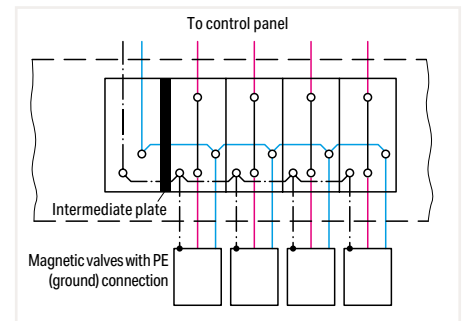 To control panel
Intermediate plate
Magnetic valves with PE
(ground) connection